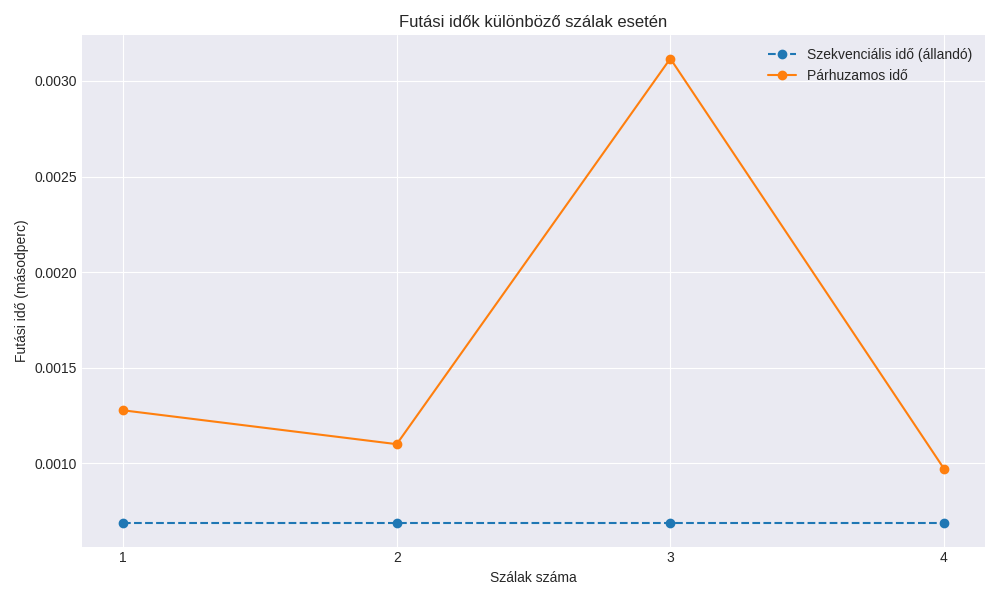 Futási idők különböző szálak esetén
Szekvenciális idő (állandó)
Párhuzamos idő
Futási idő (másodperc)
0.0030
0.0025
0.0020
0.0015
0.0010
1 2 3 4
Szálak száma